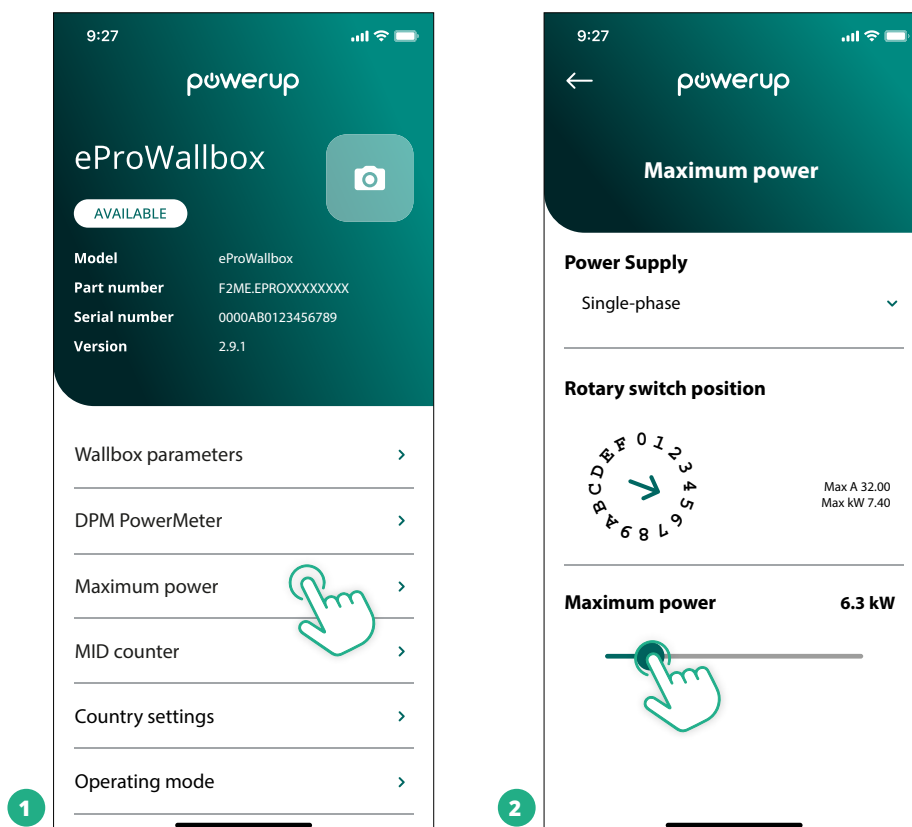 9:27
powerup
eProWallbox
AVAILABLE
Model eProWallbox
Part number F2ME.EPROXXXXXXXX
Serial number 0000AB0123456789
Version 2.9.1
Wallbox parameters
DPM PowerMeter
Maximum power
MID counter
Country settings
Operating mode
1
9:27
powerup
Maximum power
Power Supply
Single-phase
Rotary switch position
0 1 2 3 4 5 6 7 8 9 A B C D E F
Max A 32.00
Max kW 7.40
Maximum power 6.3 kW
2